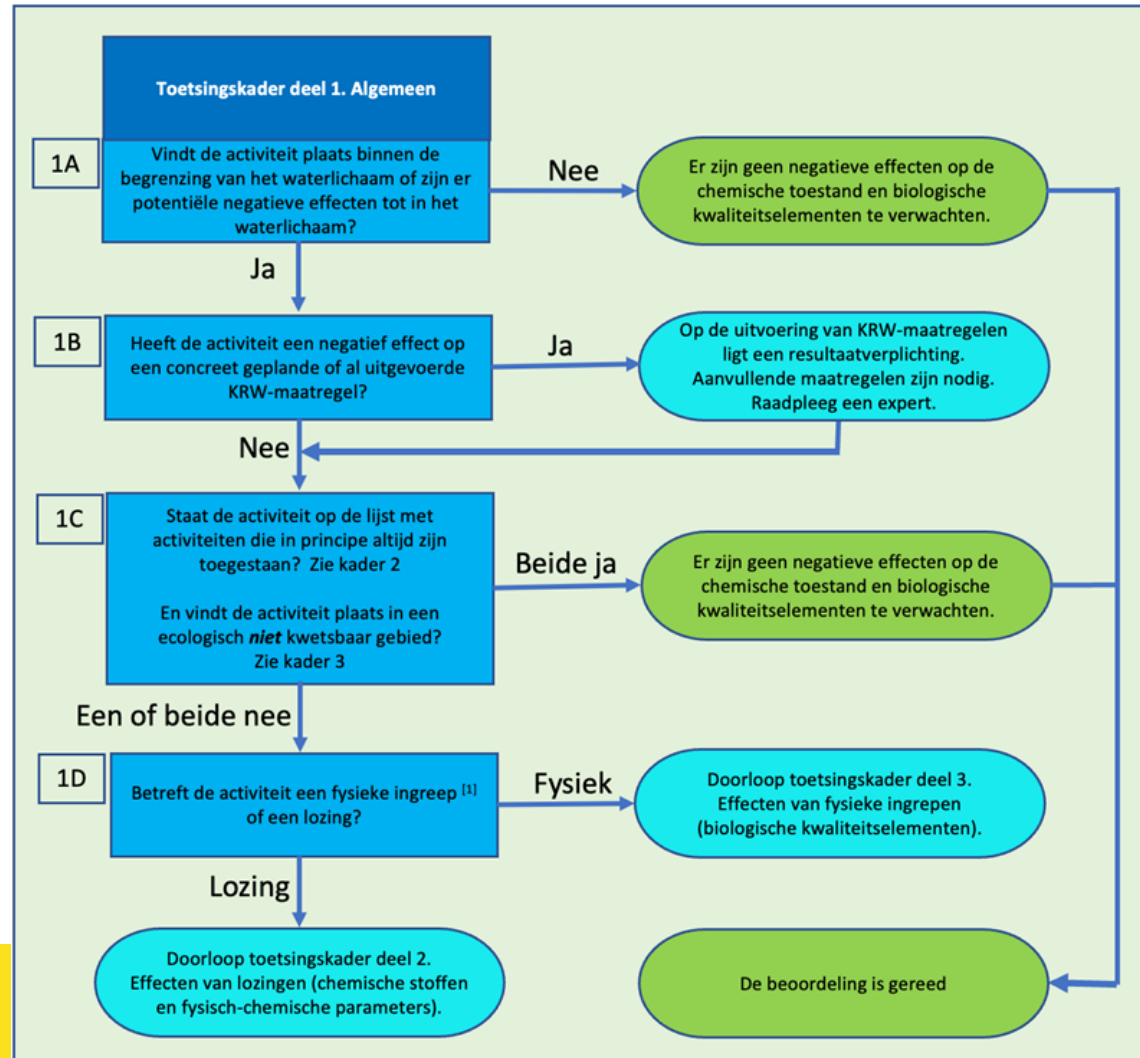 Toetsingskader deel 1. Algemeen
1A
Vindt de activiteit plaats binnen de
begrenzing van het waterlichaam of zijn er
potentiële negatieve effecten tot in het
waterlichaam?
Nee
Er zijn geen negatieve effecten op de
chemische toestand en biologische
kwaliteitselementen te verwachten.
Ja
1B
Heeft de activiteit een negatief effect op
een concreet geplande of al uitgevoerde
KRW-maatregel?
Ja
Op de uitvoering van KRW-maatregelen
ligt een resultaatverplichting.
Aanvullende maatregelen zijn nodig.
Raadpleeg een expert.
Nee
1C
Staat de activiteit op de lijst met
activiteiten die in principe altijd zijn
toegestaan? Zie kader 2
En vindt de activiteit plaats in een
ecologisch niet kwetsbaar gebied?
Zie kader 3
Beide ja
Er zijn geen negatieve effecten op de
chemische toestand en biologische
kwaliteitselementen te verwachten.
Een of beide nee
1D
Betreft de activiteit een fysieke ingreep [1]
of een lozing?
Fysiek
Doorloop toetsingskader deel 3.
Effecten van fysieke ingrepen
(biologische kwaliteitselementen).
Lozing
Doorloop toetsingskader deel 2.
Effecten van lozingen (chemische stoffen
en fysisch-chemische parameters).
De beoordeling is gereed